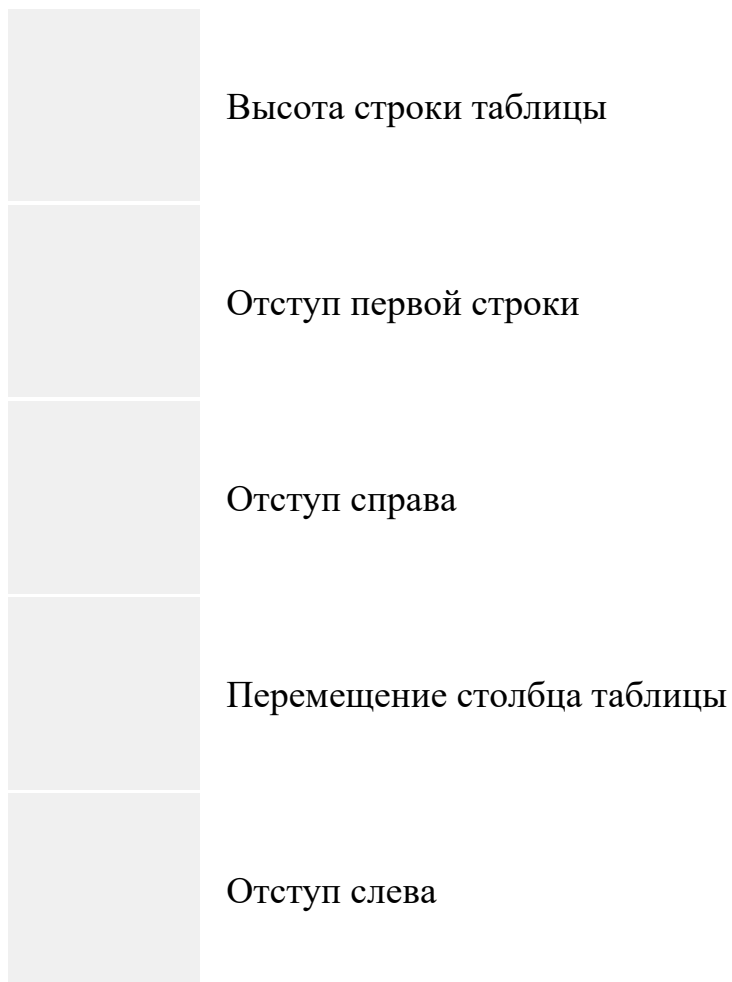 Высота строки таблицы
Отступ первой строки
Отступ справа
Перемещение столбца таблицы
Отступ слева